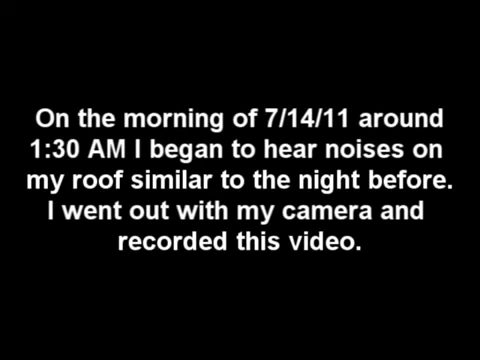 On the morning of 7/14/11 around
1:30 AM I began to hear noises on
my roof similar to the night before.
I went out with my camera and
recorded this video.